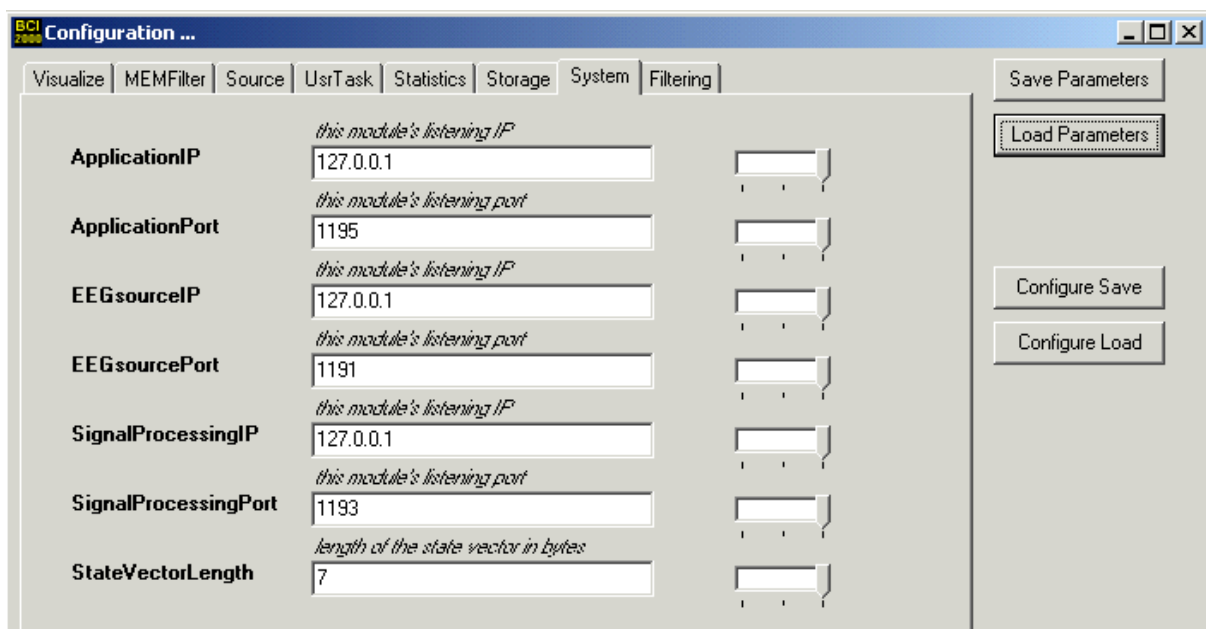 BCI 2000 Configuration ...
Visualize MEMFilter Source UsrTask Statistics Storage System Filtering
Save Parameters
Load Parameters
Configure Save
Configure Load
this module's listening IP
ApplicationIP 127.0.0.1
this module's listening port
ApplicationPort 1195
this module's listening IP
EEGsourceIP 127.0.0.1
this module's listening port
EEGsourcePort 1191
this module's listening IP
SignalProcessingIP 127.0.0.1
this module's listening port
SignalProcessingPort 1193
length of the state vector in bytes
StateVectorLength 7